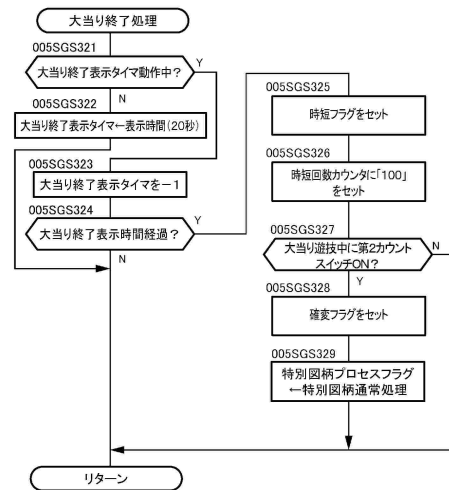 大当り終了処理
005SGS321
大当り終了表示タイマ動作中?
Y
N
005SGS322
大当り終了表示タイマ←表示時間(20秒)
005SGS323
大当り終了表示タイマを-1
005SGS324
大当り終了表示時間経過?
Y
N
005SGS325
時短フラグをセット
005SGS326
時短回数カウンタに「100」
をセット
005SGS327
大当り遊技中に第2カウント
スイッチON?
N
Y
005SGS328
確変フラグをセット
005SGS329
特別図柄プロセスフラグ
←特別図柄通常処理
リターン